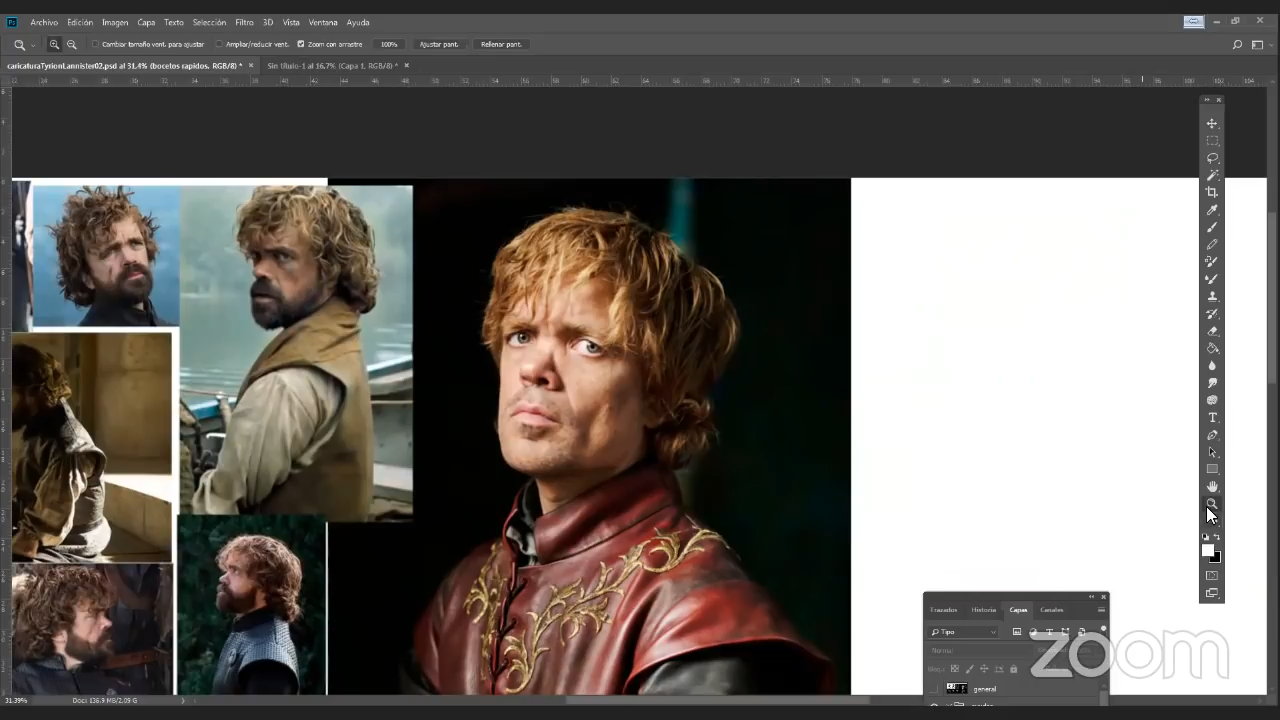 Ps Archivo Edición Imagen Capa Texto Selección Filtro 3D Vista Ventana Ayuda
Cambiar tamaño vent. para ajustar Ampliar/reducir vent. Zoom con arrastre 100% Ajustar pant. Rellenar pant.
caricaturaTyrionLannister02.psd al 31,4% (bocetos rapidos, RGB/8) * × Sin título-1 al 16,7% (Capa 1, RGB/8) * ×
Trazados Historia Capas Canales
Tipo
Normal
Bloq.:
general
zoom
31.39% Doc: 136.9 MB/2.09 G